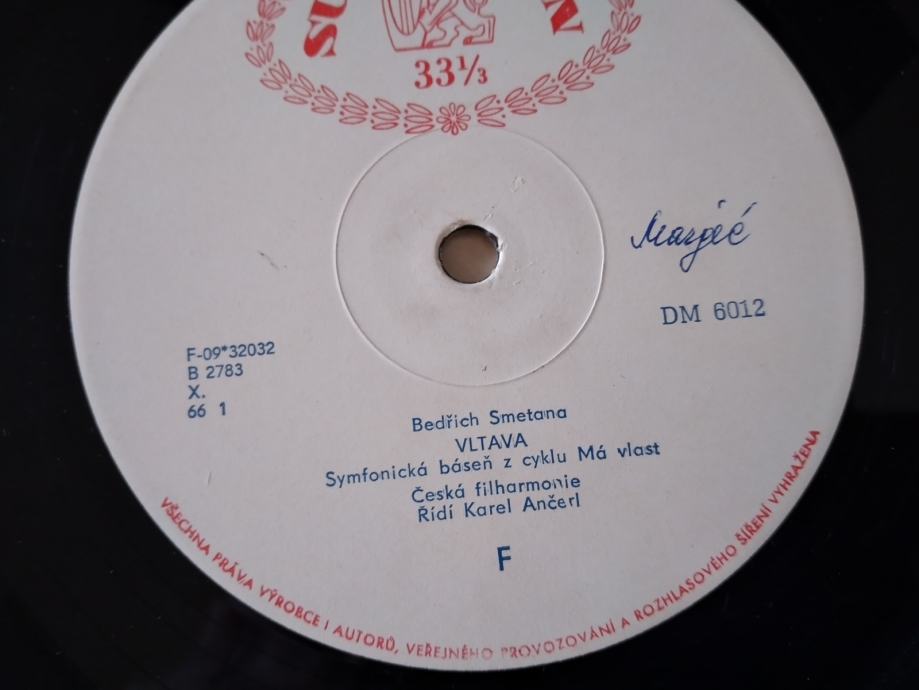 SU
N
33⅓
DM 6012
F-09*32032
B 2783
X.
66 1
Bedřich Smetana
VLTAVA
Symfonická báseň z cyklu Má vlast
Česká filharmonie
Řídí Karel Ančerl
F
VŠECHNA PRÁVA VÝROBCE I AUTORŮ, VEŘEJNÉHO PROVOZOVÁNÍ A ROZHLASOVÉHO ŠÍŘENÍ VYHRAŽENA